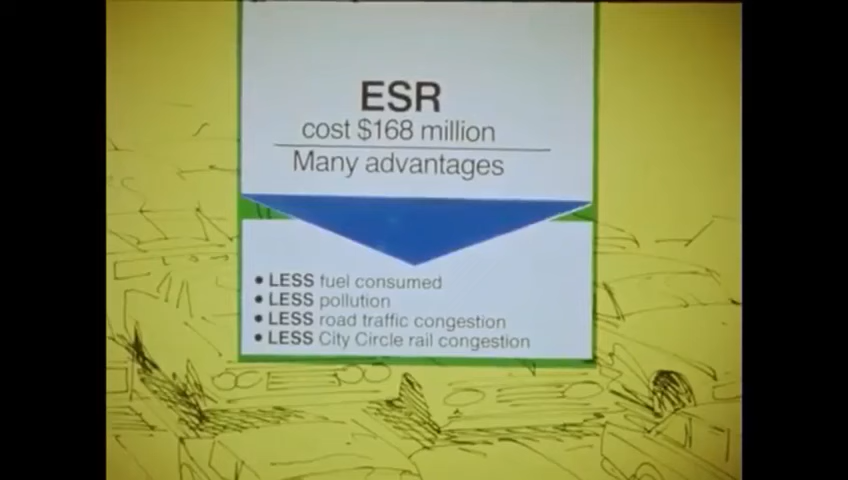 ESR
cost $168 million
Many advantages
• LESS fuel consumed
• LESS pollution
• LESS road traffic congestion
• LESS City Circle rail congestion